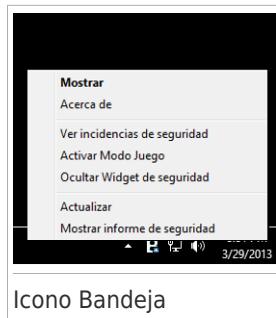 Mostrar
Acerca de
Ver incidencias de seguridad
Activar Modo Juego
Ocultar Widget de seguridad
Actualizar
Mostrar informe de seguridad
3/29/2013
Icono Bandeja